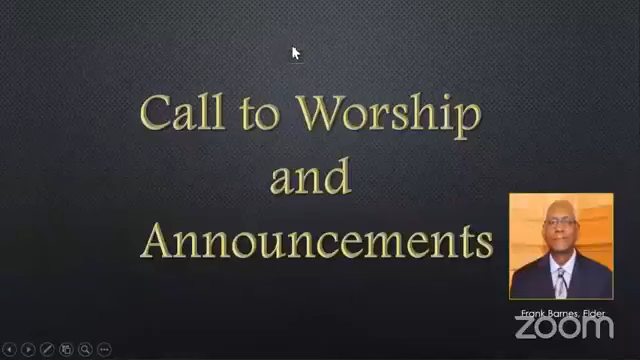 Call to Worship
and
Announcements
Frank Barnes, Elder
zoom